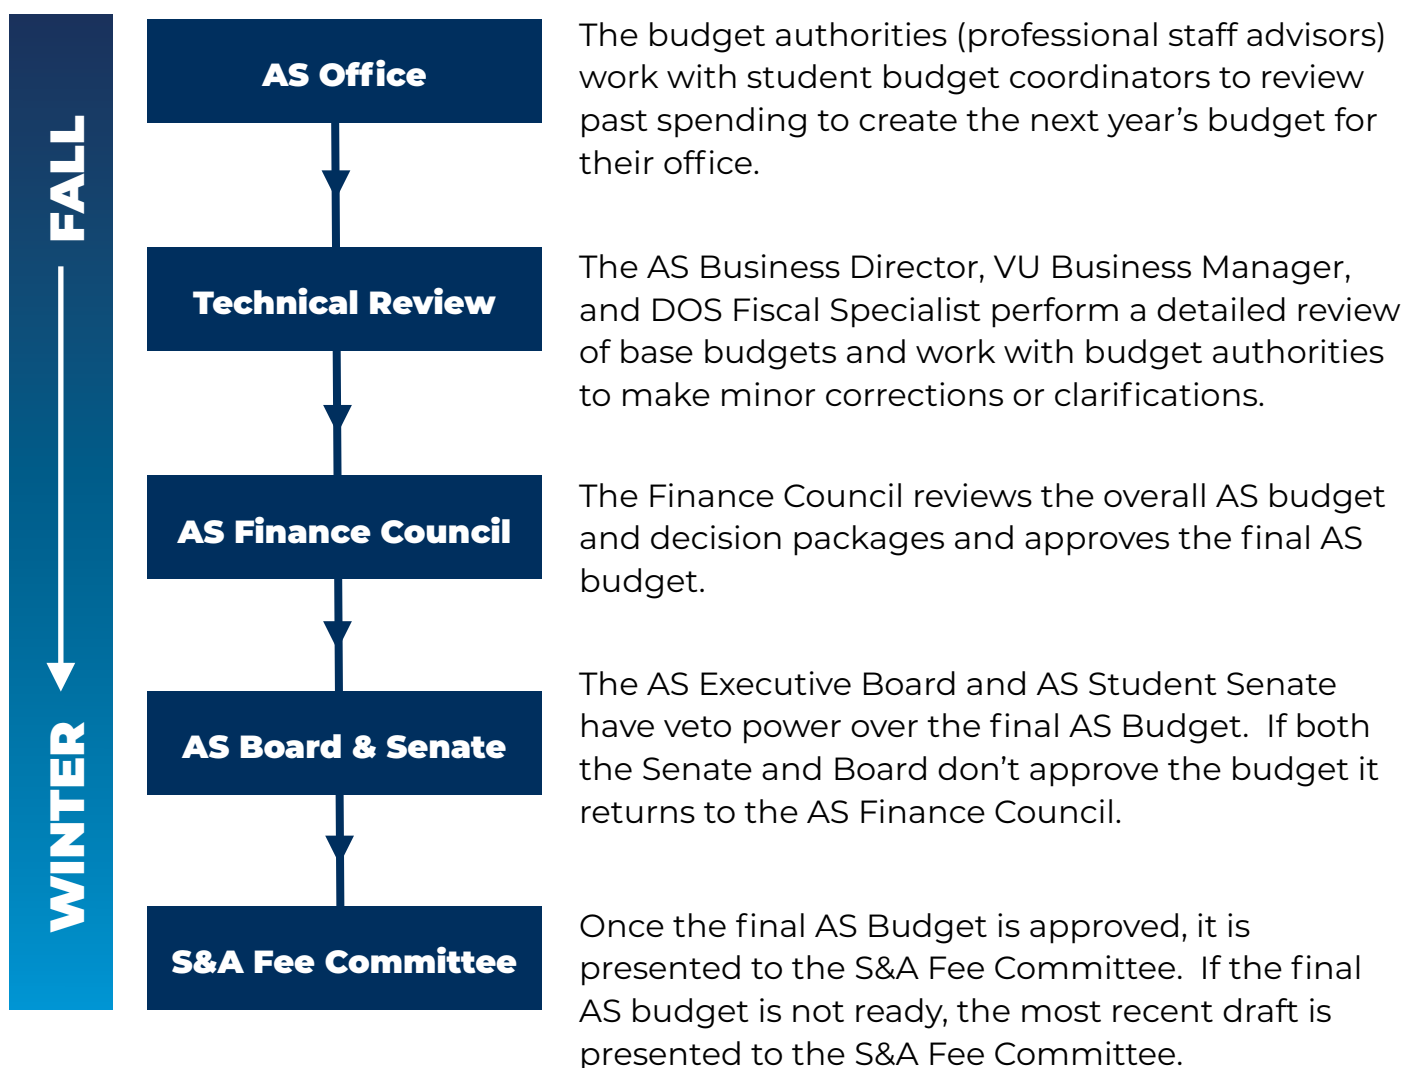 FALL
WINTER
AS Office
The budget authorities (professional staff advisors)
work with student budget coordinators to review
past spending to create the next year’s budget for
their office.
Technical Review
The AS Business Director, VU Business Manager,
and DOS Fiscal Specialist perform a detailed review
of base budgets and work with budget authorities
to make minor corrections or clarifications.
AS Finance Council
The Finance Council reviews the overall AS budget
and decision packages and approves the final AS
budget.
AS Board & Senate
The AS Executive Board and AS Student Senate
have veto power over the final AS Budget.  If both
the Senate and Board don’t approve the budget it
returns to the AS Finance Council.
S&A Fee Committee
Once the final AS Budget is approved, it is
presented to the S&A Fee Committee.  If the final
AS budget is not ready, the most recent draft is
presented to the S&A Fee Committee.